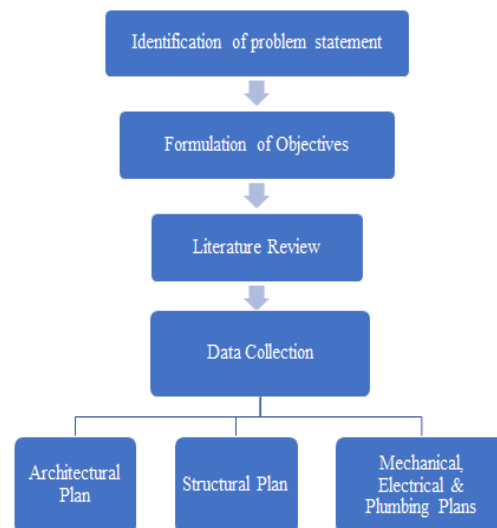 Identification of problem statement
Formulation of Objectives
Literature Review
Data Collection
Architectural
Plan
Structural Plan
Mechanical,
Electrical &
Plumbing Plans